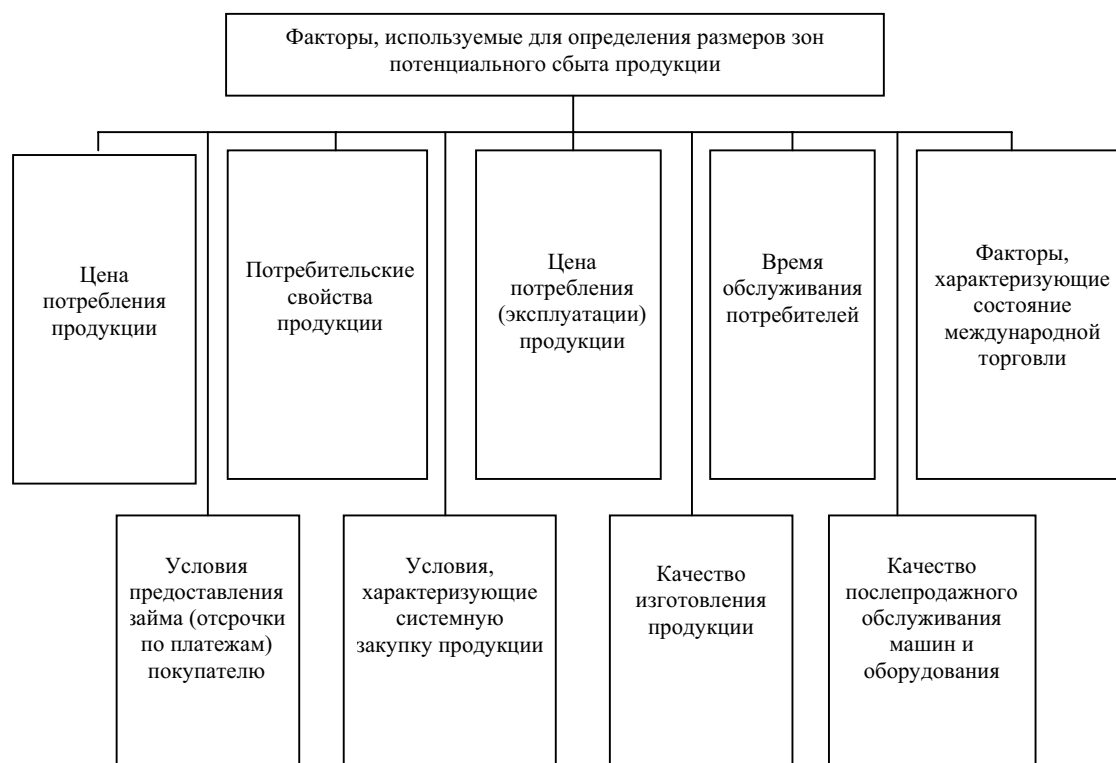 Факторы, используемые для определения размеров зон
потенциального сбыта продукции
Цена
потребления
продукции
Потребительские
свойства
продукции
Цена
потребления
(эксплуатации)
продукции
Время
обслуживания
потребителей
Факторы,
характеризующие
состояние
международной
торговли
Условия
предоставления
займа (отсрочки
по платежам)
покупателю
Условия,
характеризующие
системную
закупку продукции
Качество
изготовления
продукции
Качество
послепродажного
обслуживания
машин и
оборудования